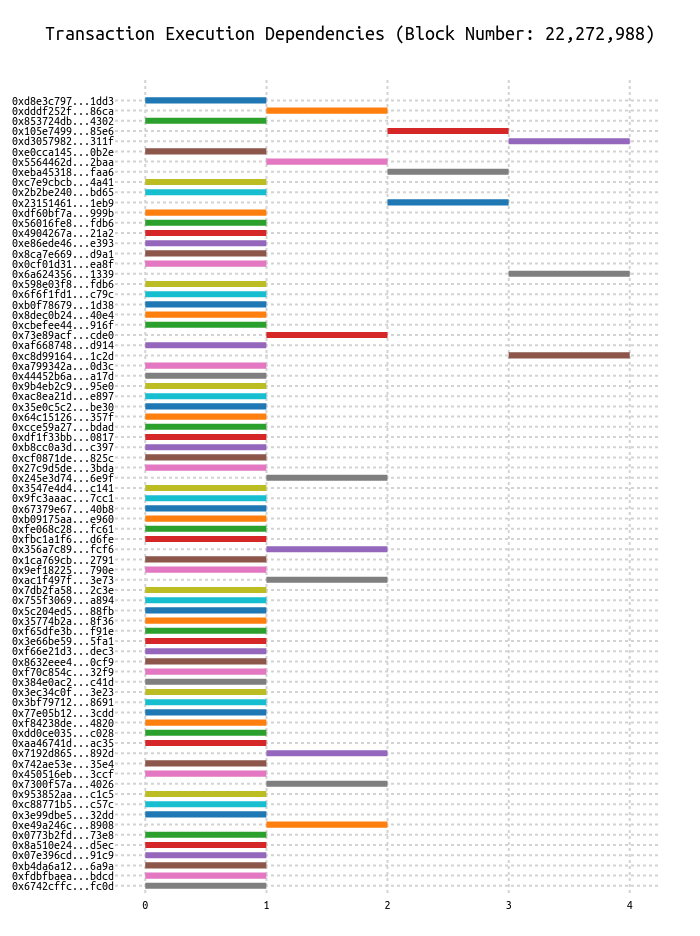 Transaction Execution Dependencies (Block Number: 22,272,988)
0xd8e3c797...1dd3
0xdddf252f...86ca
0x853724db...4302
0x105e7499...85e6
0xd3057982...311f
0xe0cca145...0b2e
0x5564462d...2baa
0xeba45318...faa6
0xc7e9cbcb...4a41
0x2b2be240...bd65
0x23151461...1eb9
0xdf60bf7a...999b
0x56016fe8...fdb6
0x4904267a...21a2
0xe86ede46...e393
0x8ca7e669...d9a1
0x0cf01d31...ea8f
0x6a624356...1339
0x598e03f8...fdb6
0x6f6f1fd1...c79c
0xb0f78679...1d38
0x8dec0b24...40e4
0xcbefee44...916f
0x73e89acf...cde0
0xaf668748...d914
0xc8d99164...1c2d
0xa799342a...0d3c
0x44452b6a...a17d
0x9b4eb2c9...95e0
0xac8ea21d...e897
0x35e0c5c2...be30
0x64c15126...357f
0xcce59a27...bdad
0xdf1f33bb...0817
0xb8cc0a3d...c397
0xcf0871de...825c
0x27c9d5de...3bda
0x245e3d74...6e9f
0x3547e4d4...c141
0x9fc3aaac...7cc1
0x67379e67...40b8
0xb09175aa...e960
0xfe068c28...fc61
0xfbc1a1f6...d6fe
0x356a7c89...fcf6
0x1ca769cb...2791
0x9ef18225...790e
0xac1f497f...3e73
0x7db2fa58...2c3e
0x755f3069...a894
0x5c204ed5...88fb
0x35774b2a...8f36
0xf65dfe3b...f91e
0x3e66be59...5fa1
0xf66e21d3...dec3
0x8632eee4...0cf9
0xf70c854c...32f9
0x384e0ac2...c41d
0x3ec34c0f...3e23
0x3bf79712...8691
0x77e05b12...3cdd
0xf84238de...4820
0xdd0ce035...c028
0xaa46741d...ac35
0x7192d865...892d
0x742ae53e...35e4
0x450516eb...3ccf
0x7300f57a...4026
0x953852aa...c1c5
0xc88771b5...c57c
0x3e99dbe5...32dd
0xe49a246c...8908
0x0773b2fd...73e8
0x8a510e24...d5ec
0x07e396cd...91c9
0xb4da6a12...6a9a
0xfdbfbaea...bdcd
0x6742cffc...fc0d
0 1 2 3 4